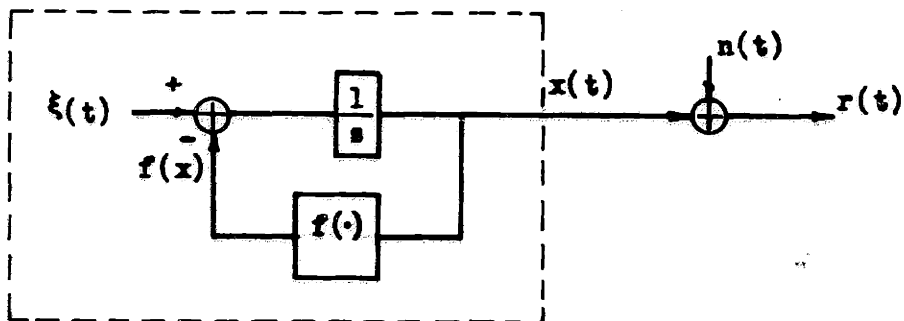 n(t)
ξ(t)
+
1
s
x(t)
r(t)
-
f(x)
f(·)